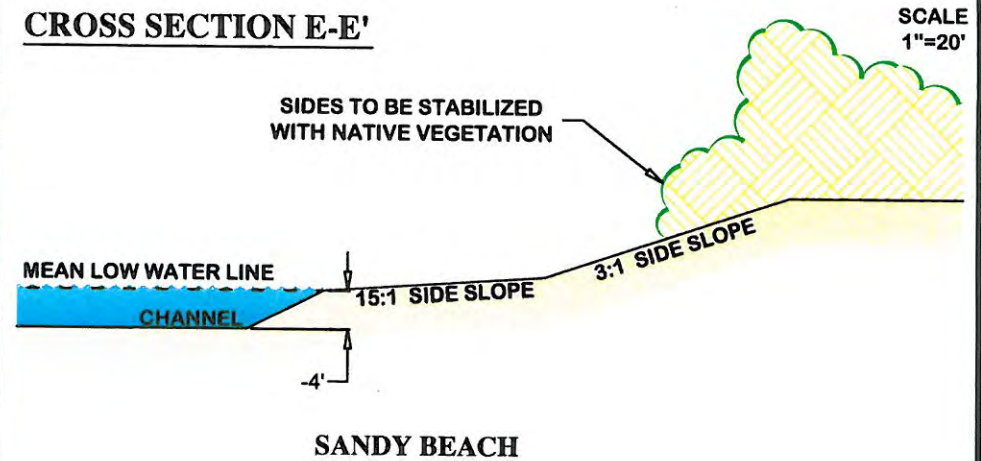 CROSS SECTION E-E'
SCALE
1"=20'
SIDES TO BE STABILIZED
WITH NATIVE VEGETATION
3:1 SIDE SLOPE
MEAN LOW WATER LINE
15:1 SIDE SLOPE
CHANNEL
-4'
SANDY BEACH